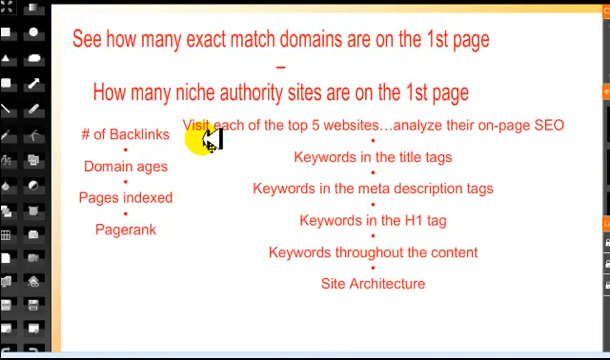 See how many exact match domains are on the 1st page
–
How many niche authority sites are on the 1st page
# of Backlinks
•
Domain ages
•
Pages indexed
•
Pagerank
Visit each of the top 5 websites...analyze their on-page SEO
•
Keywords in the title tags
•
Keywords in the meta description tags
•
Keywords in the H1 tag
•
Keywords throughout the content
•
Site Architecture